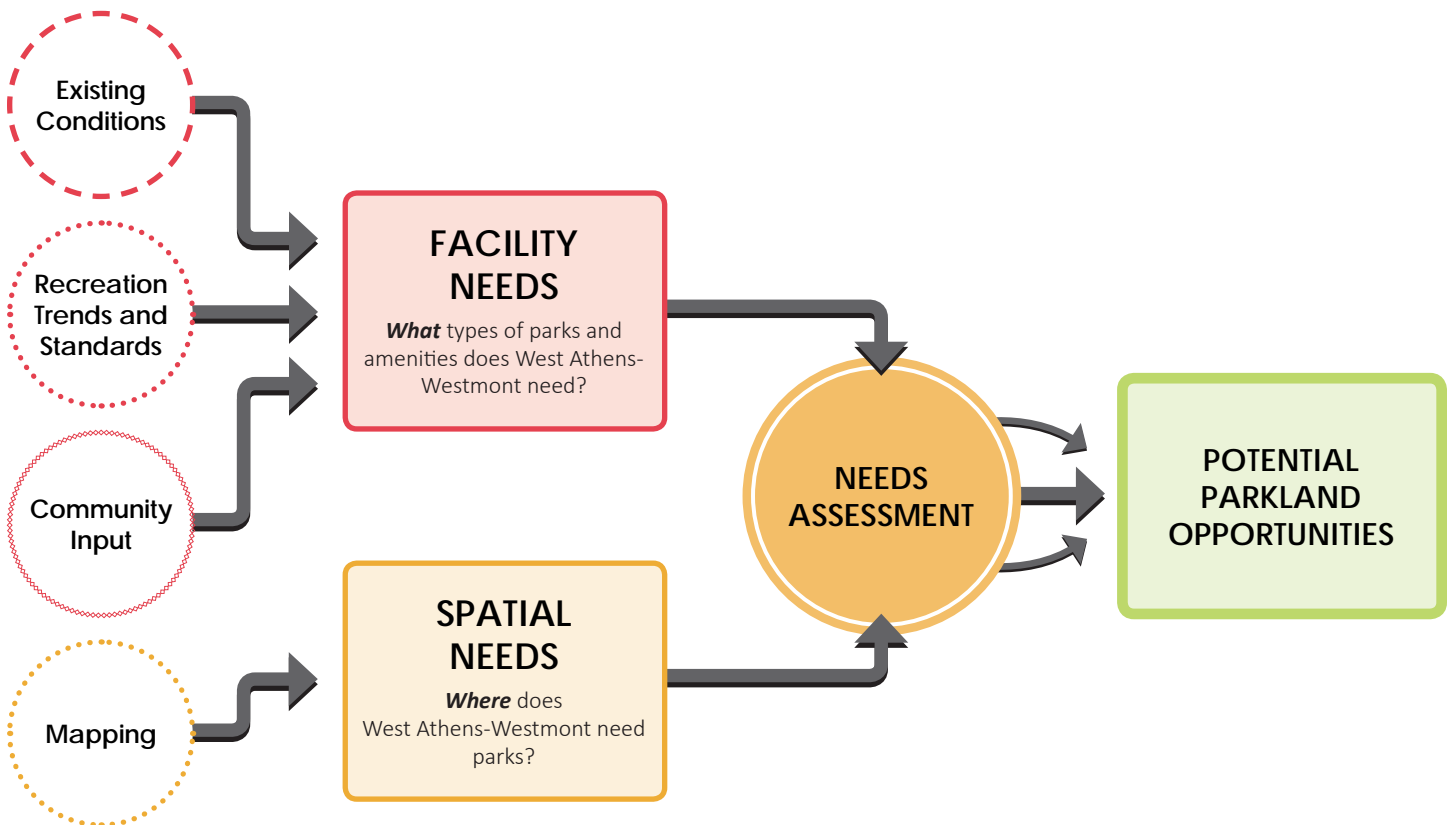 Existing
Conditions
Recreation
Trends and
Standards
Community
Input
Mapping
FACILITY
NEEDS
What types of parks and
amenities does West Athens-
Westmont need?
SPATIAL
NEEDS
Where does
West Athens-Westmont need
parks?
NEEDS
ASSESSMENT
POTENTIAL
PARKLAND
OPPORTUNITIES